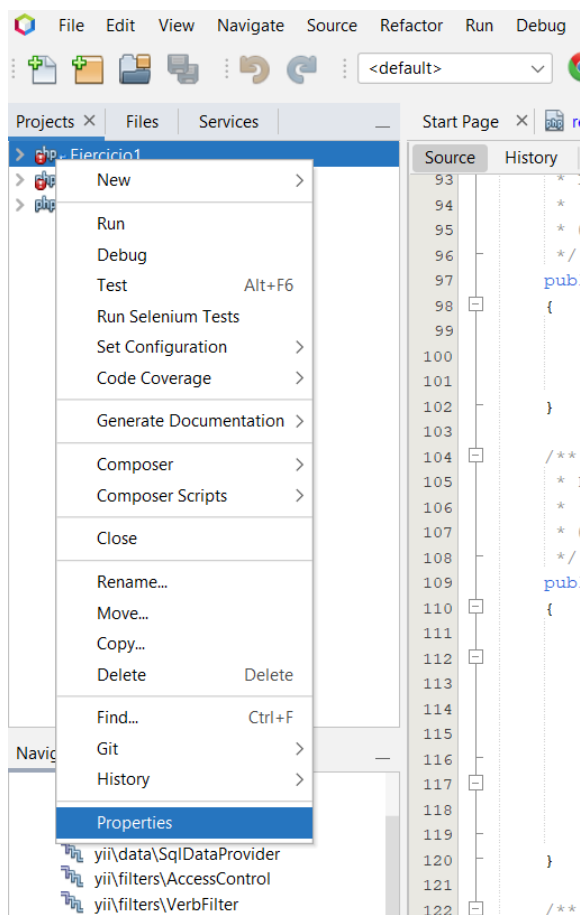 File Edit View Navigate Source Refactor Run Debug
<default>
Projects Files Services
Start Page
Ejercicio1
Source History
New
Run
Debug
Test Alt+F6
Run Selenium Tests
Set Configuration
Code Coverage
Generate Documentation
Composer
Composer Scripts
Close
Rename...
Move...
Copy...
Delete Delete
Find... Ctrl+F
Git
History
Properties
Navig
yii\data\SqlDataProvider
yii\filters\AccessControl
yii\filters\VerbFilter
93 *
94 *
95 * (
96 */
97 pub
98 {
99
100
101
102 }
103
104 /**
105 *
106 *
107 * (
108 */
109 pub
110 {
111
112
113
114
115
116
117
118
119
120 }
121
122 /**